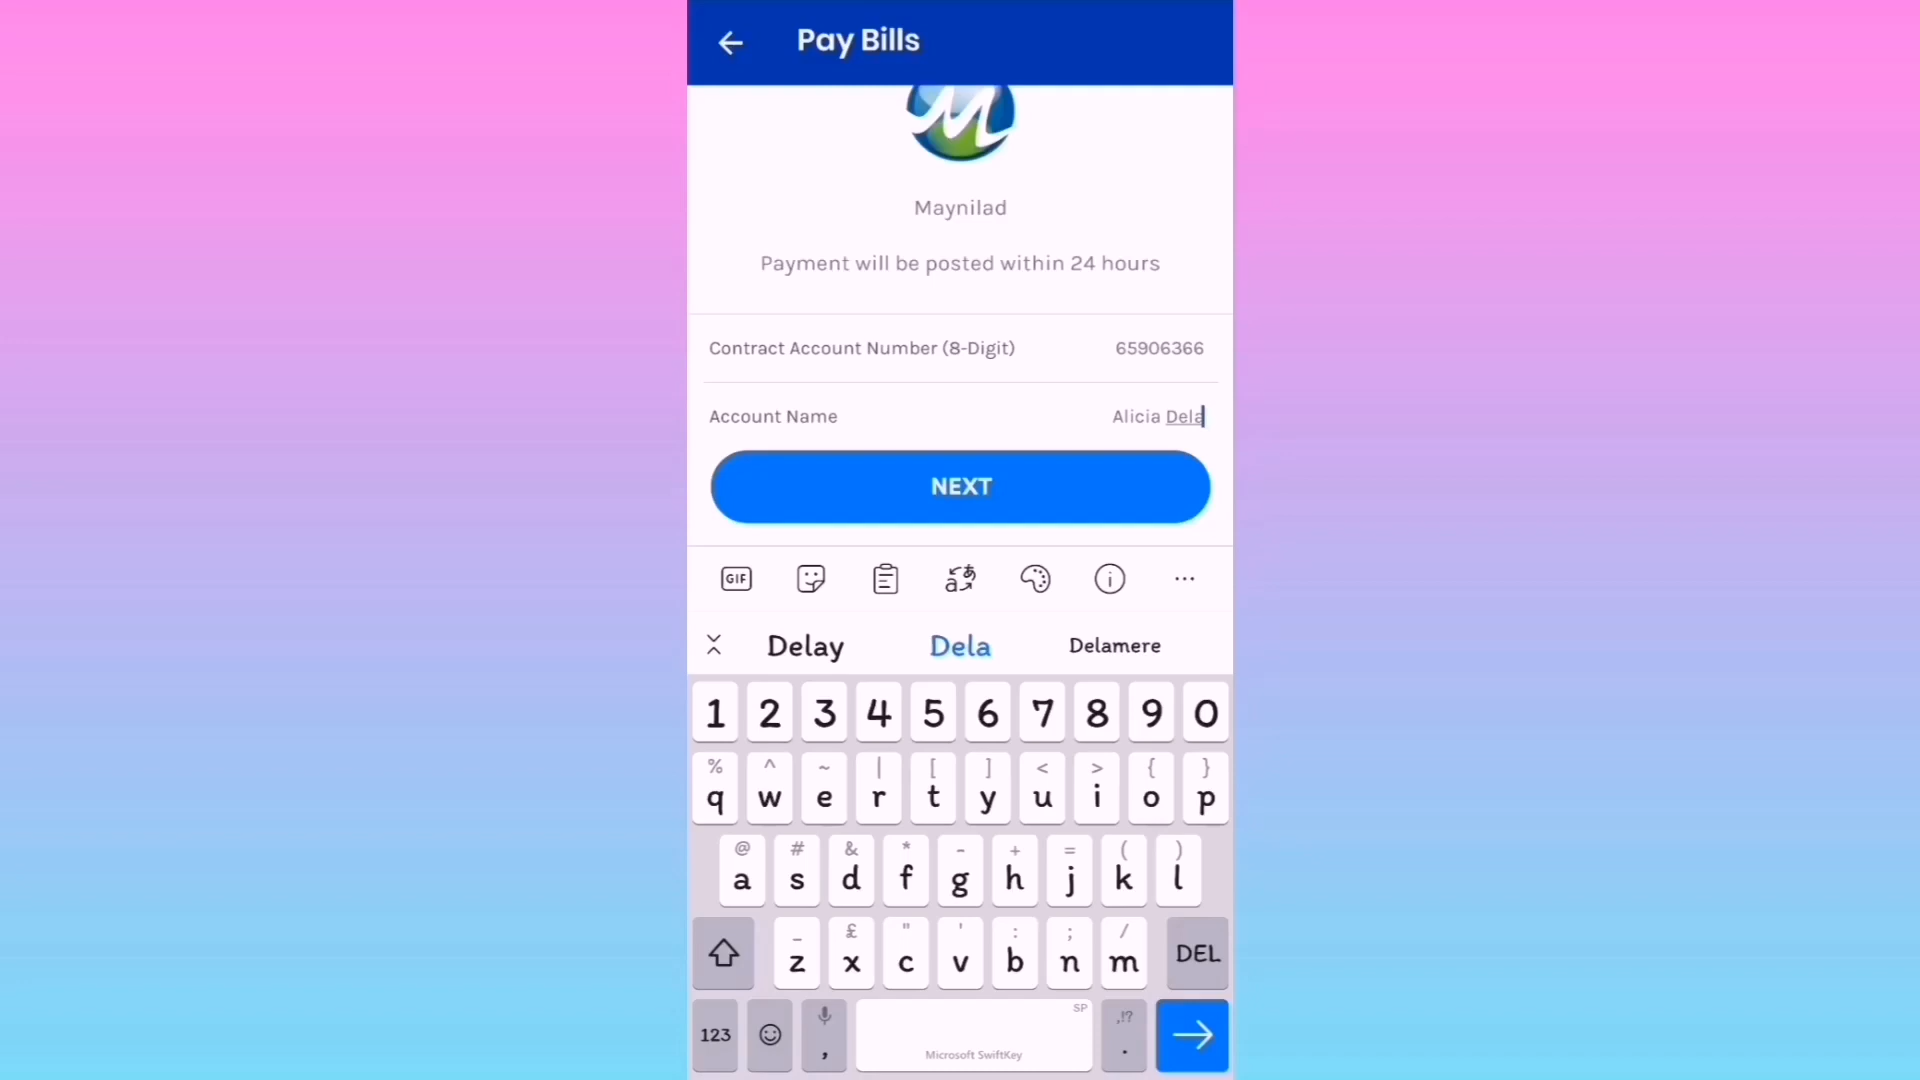 Pay Bills
M
Maynilad
Payment will be posted within 24 hours
Contract Account Number (8-Digit) 65906366
Account Name Alicia Dela
NEXT
GIF
Delay Dela Delamere
1 2 3 4 5 6 7 8 9 0
% ^ ~ | [ ] < > { }
q w e r t y u i o p
@ # & * - + = ( )
a s d f g h j k l
_ £ " ' : ; /
z x c v b n m DEL
SP ,!?
123 , .
Microsoft SwiftKey